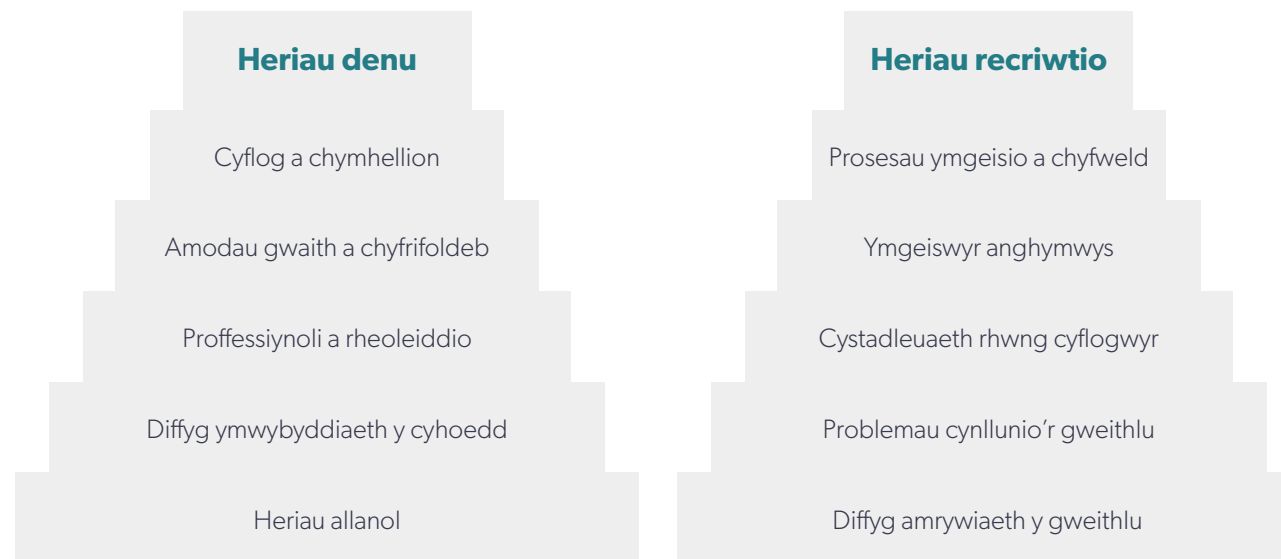 Heriau denu
Cyflog a chymhellion
Amodau gwaith a chyfrifoldeb
Proffessiynoli a rheoleiddio
Diffyg ymwybyddiaeth y cyhoedd
Heriau allanol
Heriau recriwtio
Prosesau ymgeisio a chyfweld
Ymgeiswyr anghymwys
Cystadleuaeth rhwng cyflogwyr
Problemau cynllunio’r gweithlu
Diffyg amrywiaeth y gweithlu